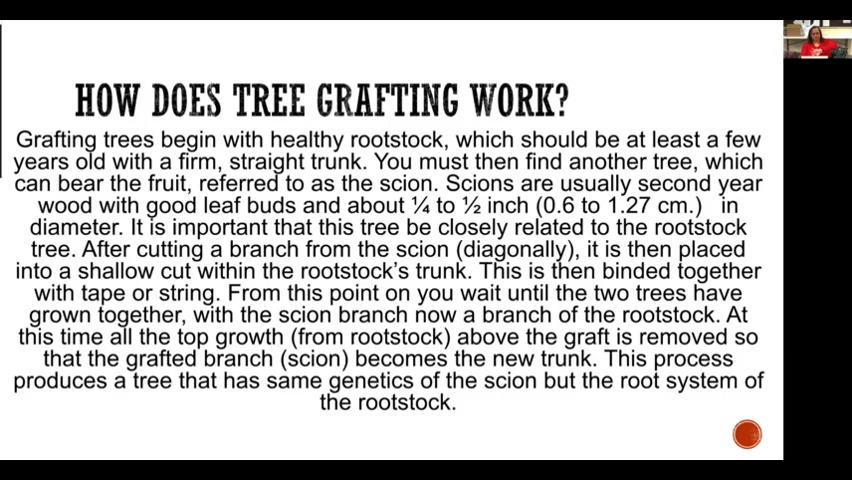 HOW DOES TREE GRAFTING WORK?
Grafting trees begin with healthy rootstock, which should be at least a few
years old with a firm, straight trunk. You must then find another tree, which
can bear the fruit, referred to as the scion. Scions are usually second year
wood with good leaf buds and about ¼ to ½ inch (0.6 to 1.27 cm.) in
diameter. It is important that this tree be closely related to the rootstock
tree. After cutting a branch from the scion (diagonally), it is then placed
into a shallow cut within the rootstock's trunk. This is then binded together
with tape or string. From this point on you wait until the two trees have
grown together, with the scion branch now a branch of the rootstock. At
this time all the top growth (from rootstock) above the graft is removed so
that the grafted branch (scion) becomes the new trunk. This process
produces a tree that has same genetics of the scion but the root system of
the rootstock.